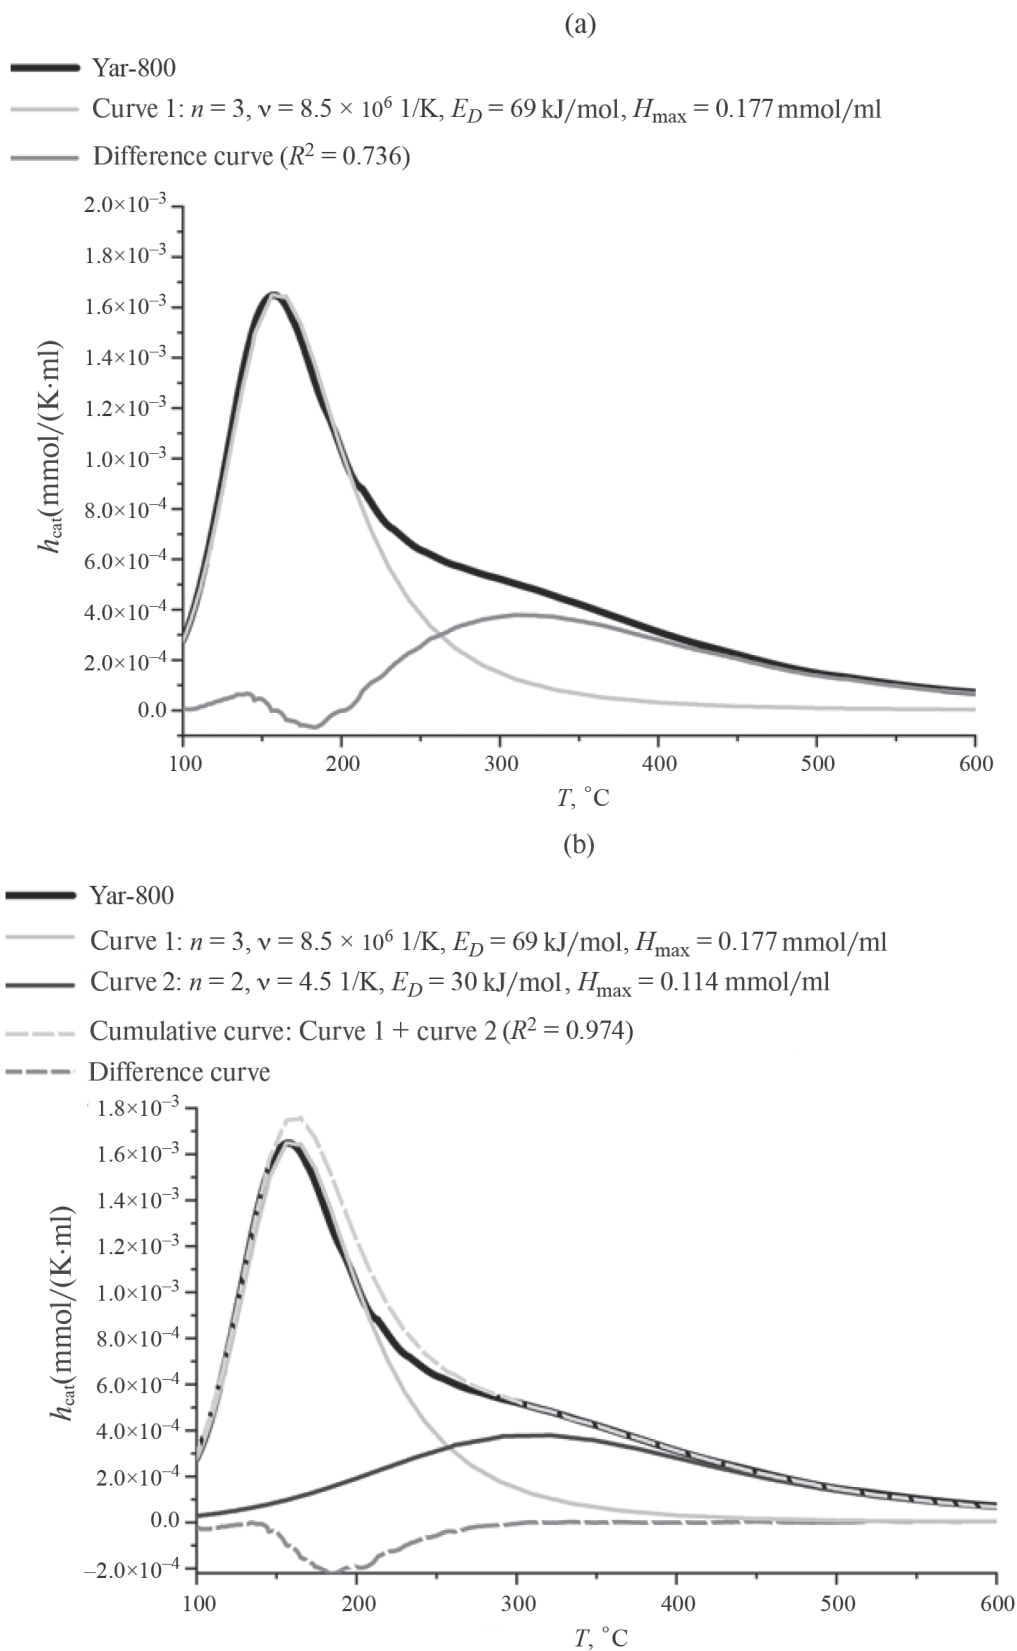 (a)
Yar-800
Curve 1: n = 3, ν = 8.5 × 10⁶ 1/K, E_D = 69 kJ/mol, H_max = 0.177 mmol/ml
Difference curve (R² = 0.736)
2.0×10⁻³
1.8×10⁻³
1.6×10⁻³
1.4×10⁻³
1.2×10⁻³
1.0×10⁻³
8.0×10⁻⁴
6.0×10⁻⁴
4.0×10⁻⁴
2.0×10⁻⁴
0.0
h_cat(mmol/(K·ml)
100 200 300 400 500 600
T, °C
(b)
Yar-800
Curve 1: n = 3, ν = 8.5 × 10⁶ 1/K, E_D = 69 kJ/mol, H_max = 0.177 mmol/ml
Curve 2: n = 2, ν = 4.5 1/K, E_D = 30 kJ/mol, H_max = 0.114 mmol/ml
Cumulative curve: Curve 1 + curve 2 (R² = 0.974)
Difference curve
1.8×10⁻³
1.6×10⁻³
1.4×10⁻³
1.2×10⁻³
1.0×10⁻³
8.0×10⁻⁴
6.0×10⁻⁴
4.0×10⁻⁴
2.0×10⁻⁴
0.0
−2.0×10⁻⁴
h_cat(mmol/(K·ml)
100 200 300 400 500 600
T, °C